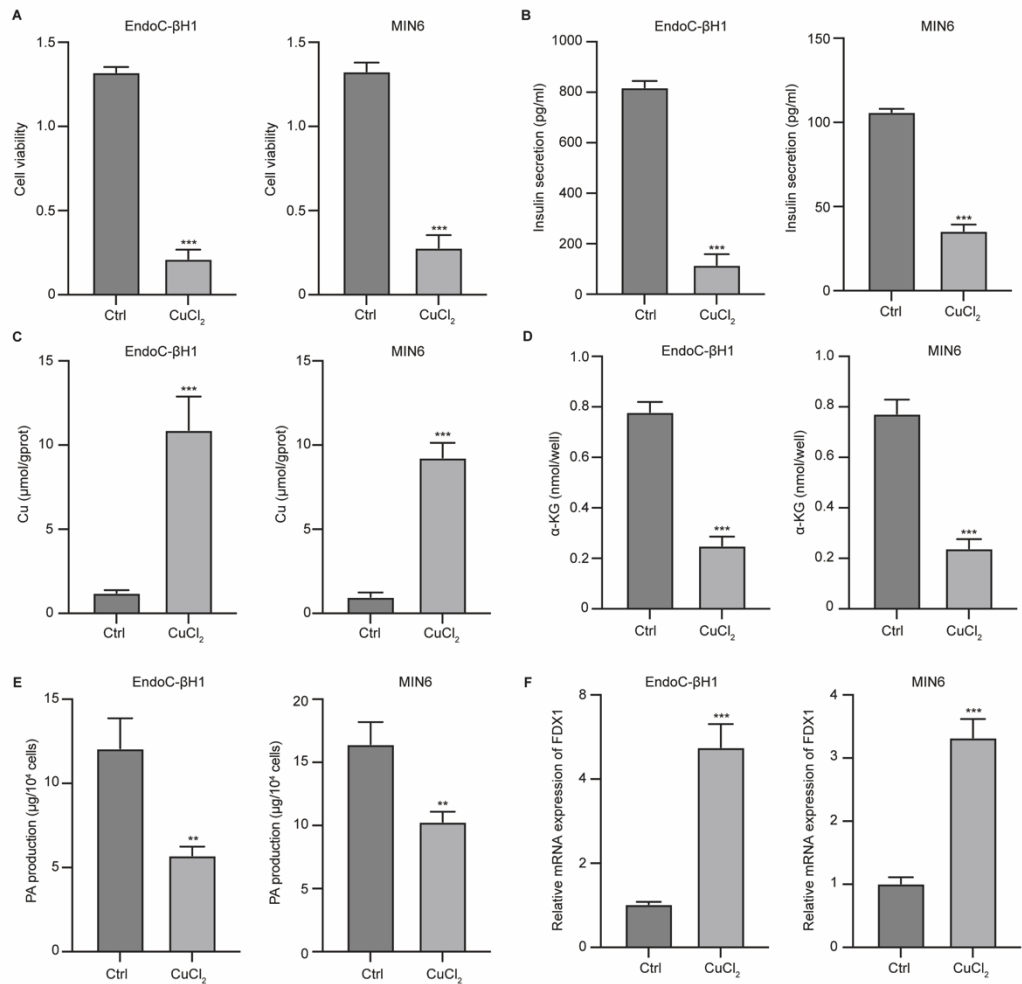 A
EndoC-βH1
Cell viability
1.5
1.0
0.5
0
***
Ctrl
CuCl₂
MIN6
Cell viability
1.5
1.0
0.5
0
***
Ctrl
CuCl₂
B
EndoC-βH1
Insulin secretion (pg/ml)
1000
800
600
400
200
0
***
Ctrl
CuCl₂
MIN6
Insulin secretion (pg/ml)
150
100
50
0
***
Ctrl
CuCl₂
C
EndoC-βH1
Cu (μmol/gprot)
15
10
5
0
***
Ctrl
CuCl₂
MIN6
Cu (μmol/gprot)
15
10
5
0
***
Ctrl
CuCl₂
D
EndoC-βH1
α-KG (nmol/well)
1.0
0.8
0.6
0.4
0.2
0
***
Ctrl
CuCl₂
MIN6
α-KG (nmol/well)
1.0
0.8
0.6
0.4
0.2
0
***
Ctrl
CuCl₂
E
EndoC-βH1
PA production (μg/10⁴ cells)
15
10
5
0
**
Ctrl
CuCl₂
MIN6
PA production (μg/10⁴ cells)
20
15
10
5
0
**
Ctrl
CuCl₂
F
EndoC-βH1
Relative mRNA expression of FDX1
8
4
2
0
***
Ctrl
CuCl₂
MIN6
Relative mRNA expression of FDX1
4
3
2
1
0
***
Ctrl
CuCl₂